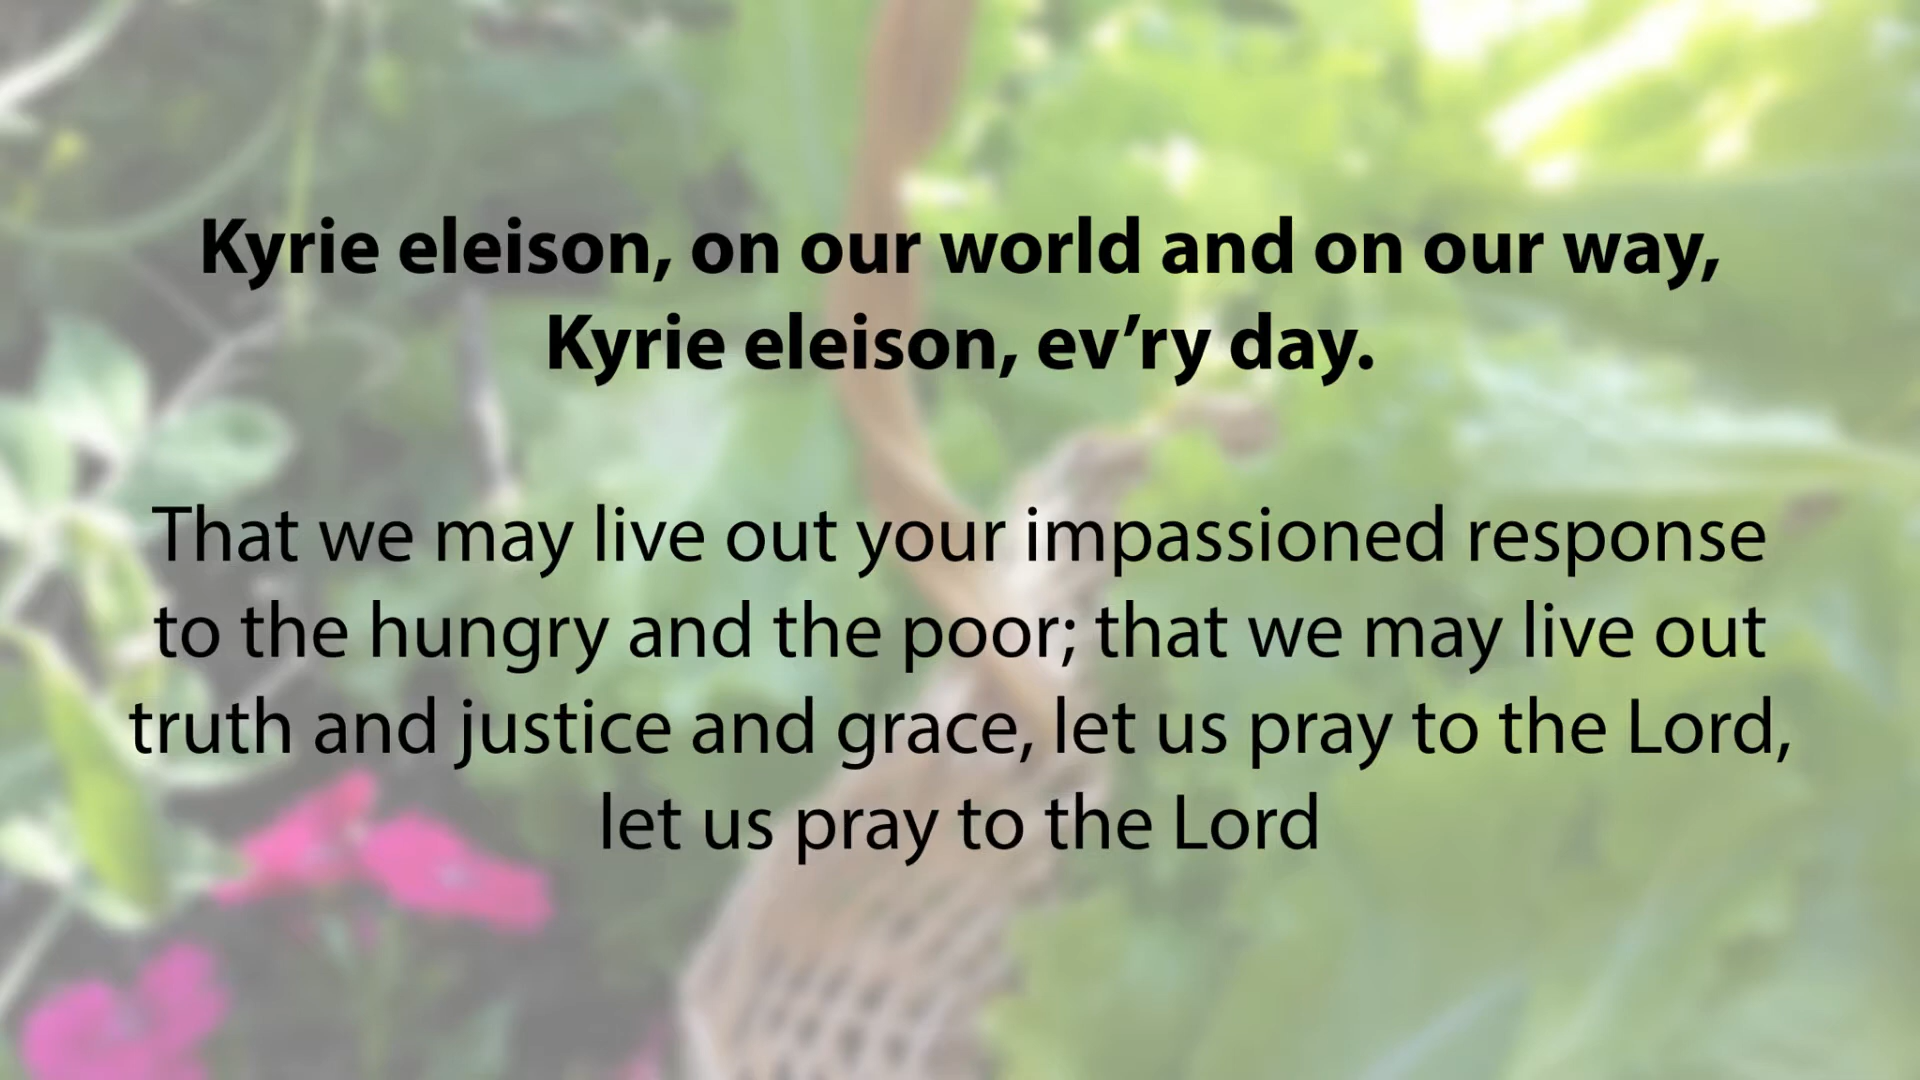 Kyrie eleison, on our world and on our way,
Kyrie eleison, ev’ry day.
That we may live out your impassioned response
to the hungry and the poor; that we may live out
truth and justice and grace, let us pray to the Lord,
let us pray to the Lord